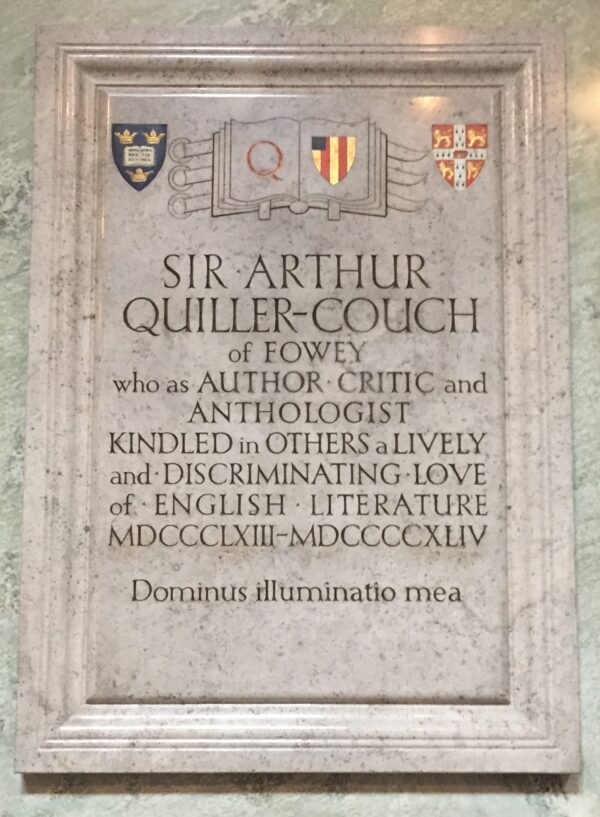 Q
SIR·ARTHUR
QUILLER-COUCH
of FOWEY
who as AUTHOR·CRITIC and
ANTHOLOGIST
KINDLED in OTHERS a LIVELY
and·DISCRIMINATING·LOVE
of·ENGLISH·LITERATURE
MDCCCLXIII-MDCCCCXLIV
Dominus illuminatio mea